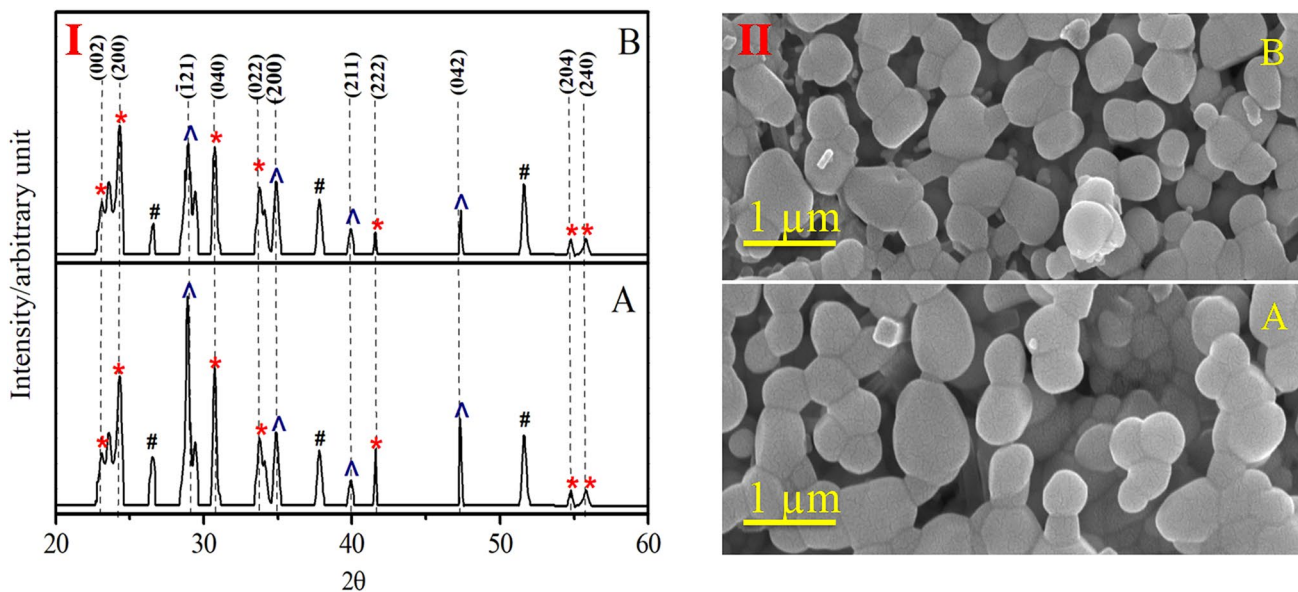 I
B
(002)
(200)
(1̄21)
(040)
(022)
(200)
(211)
(222)
(042)
(204)
(240)
* * # ^ * * ^ # ^ * ^ # * *
A
* * # ^ * * ^ # ^ * ^ # * *
Intensity/arbitrary unit
20 30 40 50 60
2θ
II
B
1 µm
A
1 µm